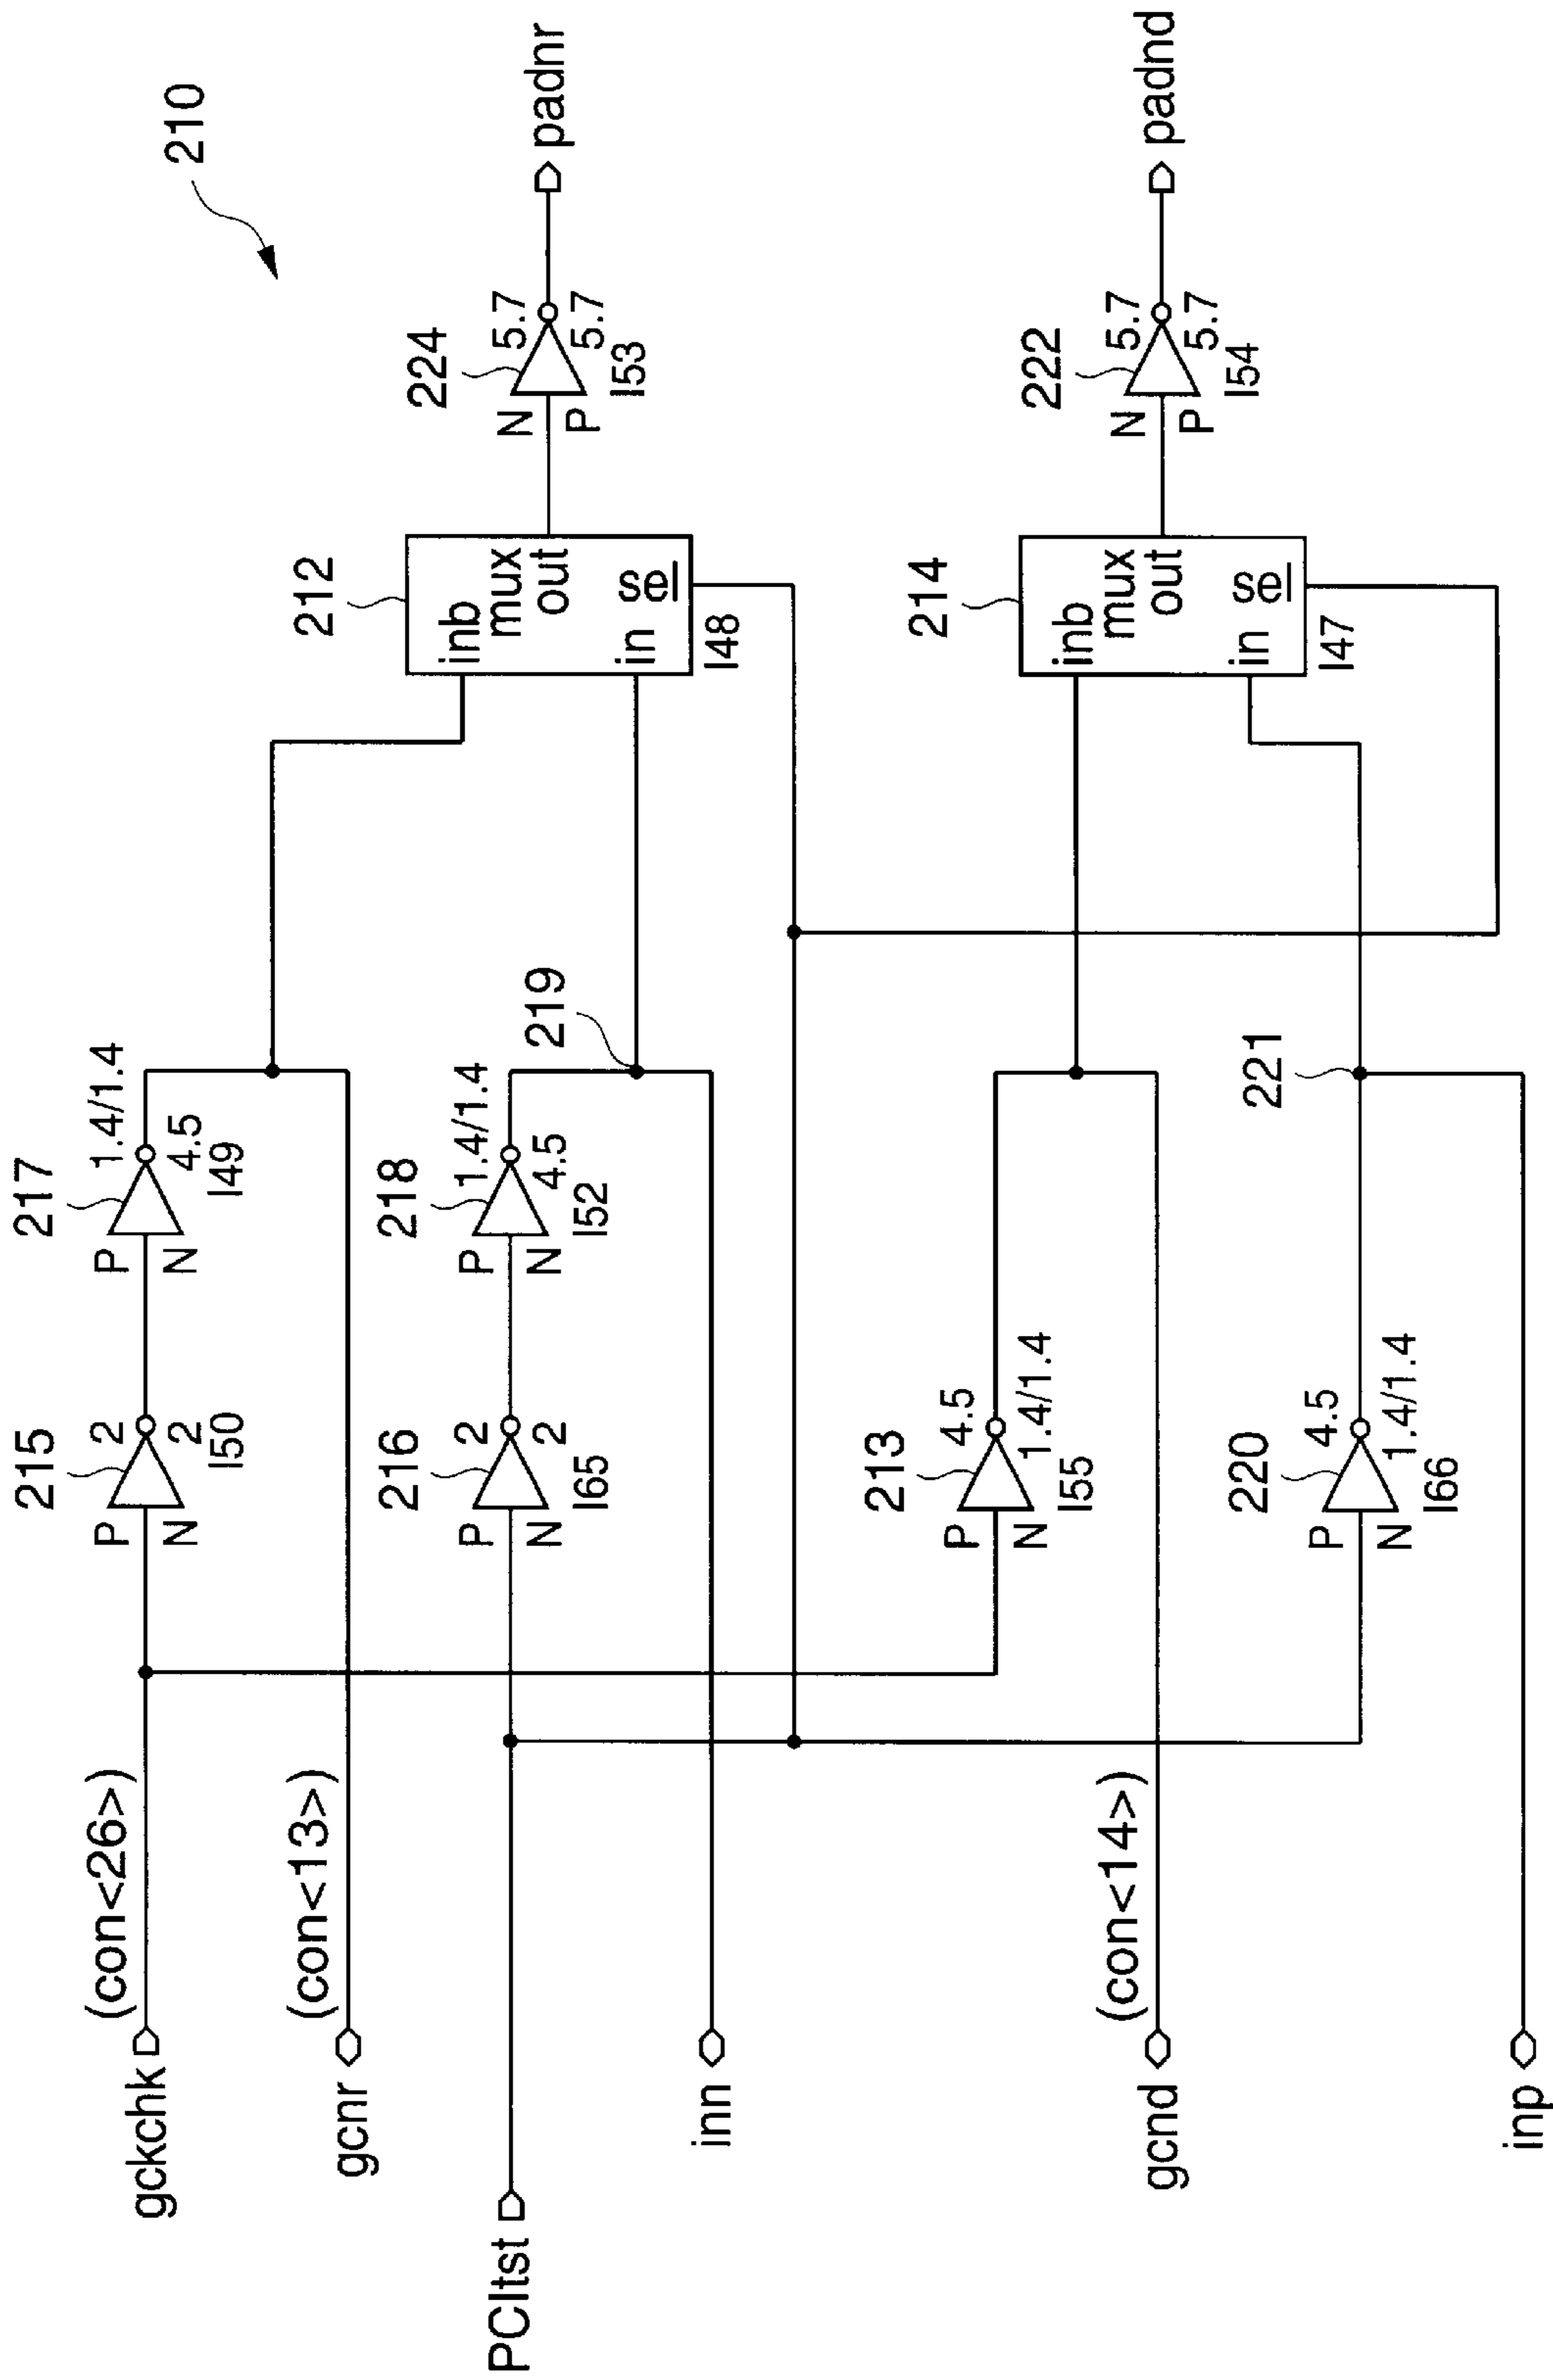 210
(con<26>)
gckchk
215
P
N
2
2
I50
217
P
N
1.4/1.4
4.5
I49
(con<13>)
gcnr
PCItst
216
P
N
2
2
I65
218
P
N
1.4/1.4
4.5
I52
219
inn
212
inb
mux
out
in
sel
I48
224
N
P
5.7
5.7
I53
padnr
213
P
N
4.5
1.4/1.4
I55
(con<14>)
gcnd
220
P
N
4.5
1.4/1.4
I66
221
inp
214
inb
mux
out
in
sel
I47
222
N
P
5.7
5.7
I54
padnd